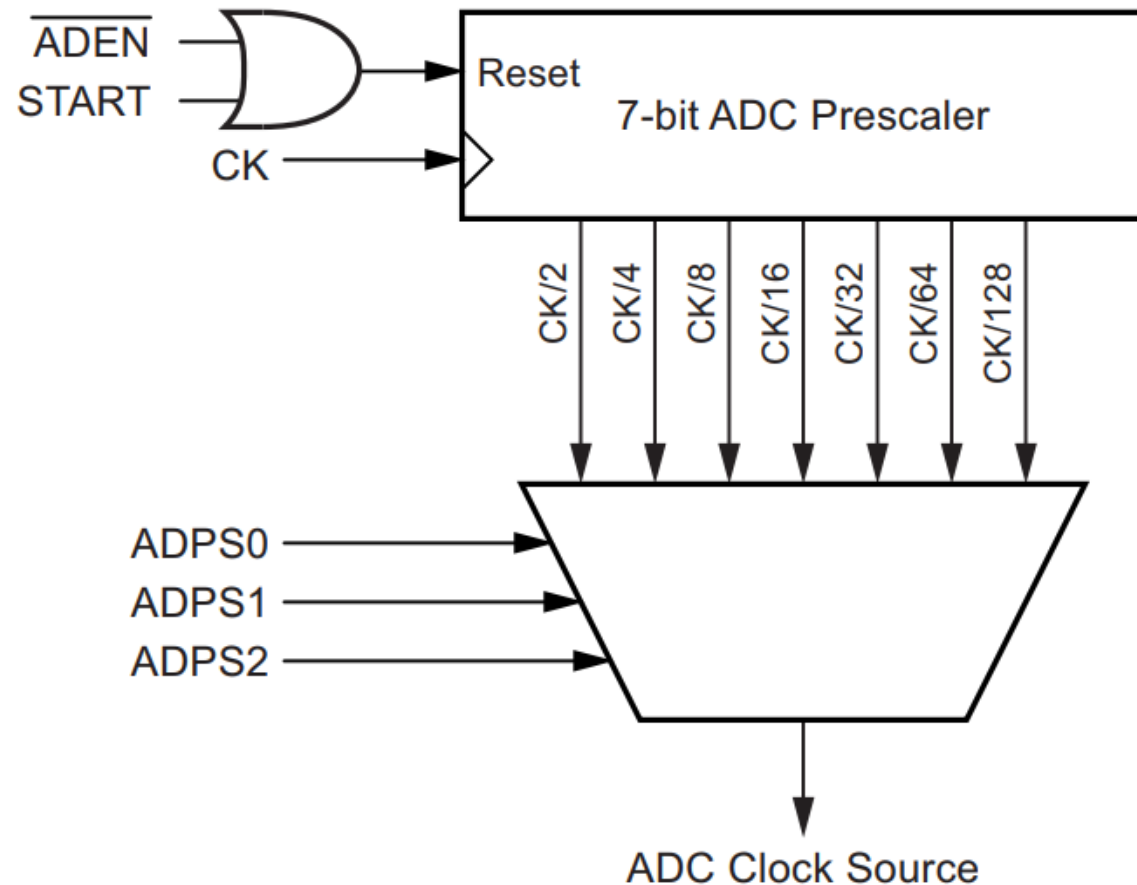 ADEN
START
CK
Reset
7-bit ADC Prescaler
CK/2
CK/4
CK/8
CK/16
CK/32
CK/64
CK/128
ADPS0
ADPS1
ADPS2
ADC Clock Source